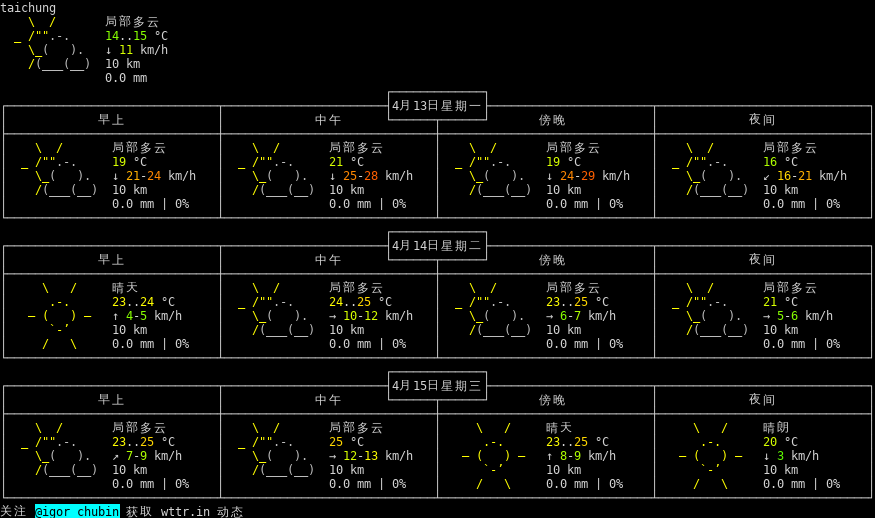 taichung
局部多云
14..15 °C
↓ 11 km/h
10 km
0.0 mm
4月13日星期一
早上 中午 傍晚 夜间
局部多云 局部多云 局部多云 局部多云
19 °C 21 °C 19 °C 16 °C
↓ 21-24 km/h ↓ 25-28 km/h ↓ 24-29 km/h ↙ 16-21 km/h
10 km 10 km 10 km 10 km
0.0 mm | 0% 0.0 mm | 0% 0.0 mm | 0% 0.0 mm | 0%
4月14日星期二
早上 中午 傍晚 夜间
晴天 局部多云 局部多云 局部多云
23..24 °C 24..25 °C 23..25 °C 21 °C
↑ 4-5 km/h → 10-12 km/h → 6-7 km/h → 5-6 km/h
10 km 10 km 10 km 10 km
0.0 mm | 0% 0.0 mm | 0% 0.0 mm | 0% 0.0 mm | 0%
4月15日星期三
早上 中午 傍晚 夜间
局部多云 局部多云 晴天 晴朗
23..25 °C 25 °C 23..25 °C 20 °C
↗ 7-9 km/h → 12-13 km/h ↑ 8-9 km/h ↓ 3 km/h
10 km 10 km 10 km 10 km
0.0 mm | 0% 0.0 mm | 0% 0.0 mm | 0% 0.0 mm | 0%
关注 @igor_chubin 获取 wttr.in 动态